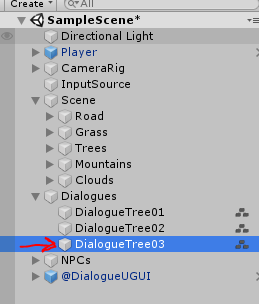 Create
All
SampleScene*
Directional Light
Player
CameraRig
InputSource
Scene
Road
Grass
Trees
Mountains
Clouds
Dialogues
DialogueTree01
DialogueTree02
DialogueTree03
NPCs
@DialogueUGUI